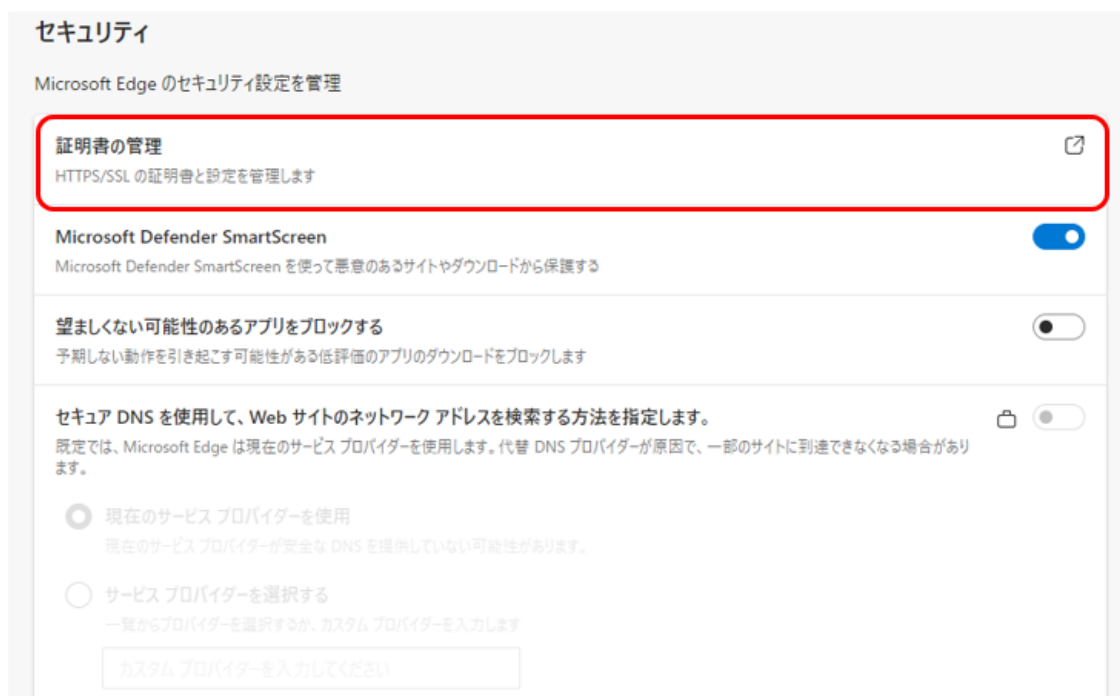 セキュリティ
Microsoft Edge のセキュリティ設定を管理
証明書の管理
HTTPS/SSL の証明書と設定を管理します
Microsoft Defender SmartScreen
Microsoft Defender SmartScreen を使って悪意のあるサイトやダウンロードから保護する
望ましくない可能性のあるアプリをブロックする
予期しない動作を引き起こす可能性がある低評価のアプリのダウンロードをブロックします
セキュア DNS を使用して、Web サイトのネットワーク アドレスを検索する方法を指定します。
既定では、Microsoft Edge は現在のサービス プロバイダーを使用します。代替 DNS プロバイダーが原因で、一部のサイトに到達できなくなる場合があり
ます。
現在のサービス プロバイダーを使用
現在のサービス プロバイダーが安全な DNS を提供していない可能性があります。
サービス プロバイダーを選択する
一覧からプロバイダーを選択するか、カスタム プロバイダーを入力します
カスタム プロバイダーを入力してください